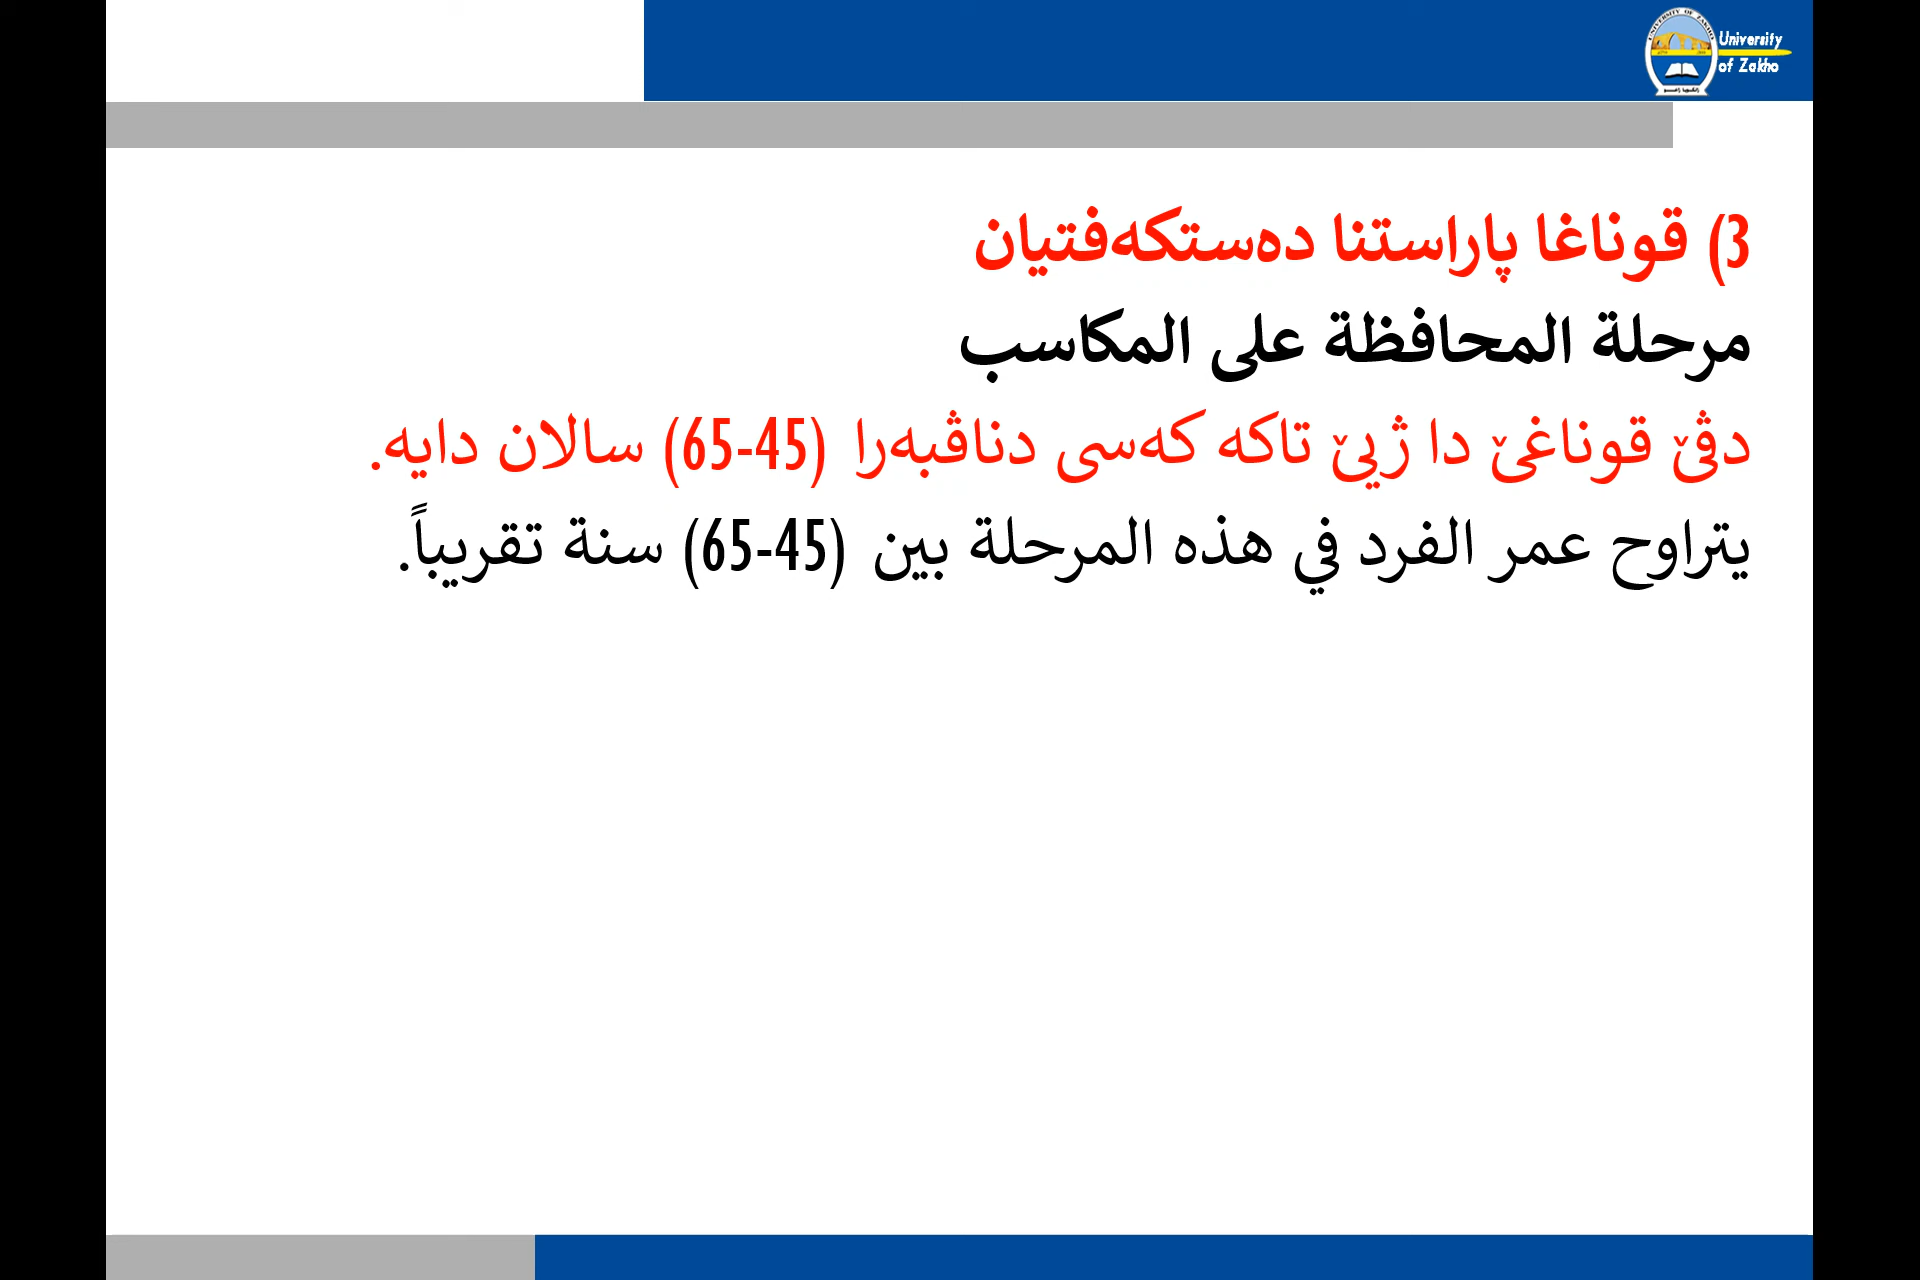 University
of Zakho
3) قوناغا پاراستنا دەستکەفتیان
مرحلة المحافظة على المكاسب
دڤێ قوناغێ دا ژیێ تاکە کەسی دناڤبەرا (45-65) سالان دایە.
يتراوح عمر الفرد في هذه المرحلة بين (45-65) سنة تقريباً.